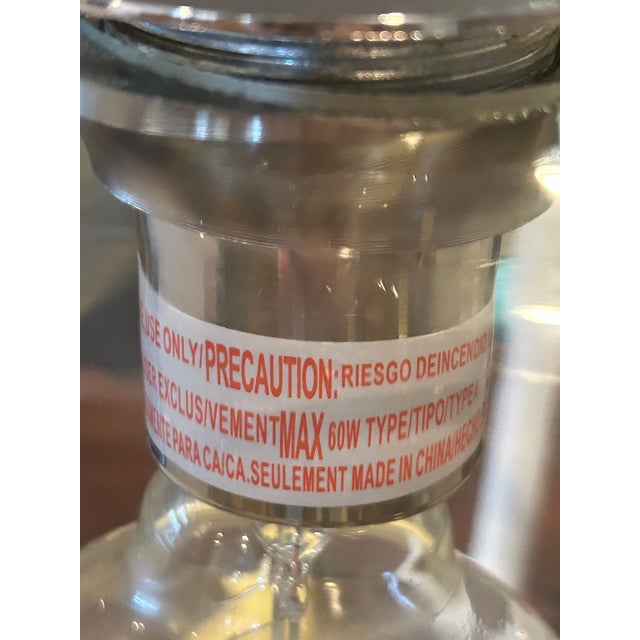 USE ONLY/PRECAUTION: RIESGO DEINCENDIO
EXCLUS/VEMENT MAX 60W TYPE/TIPO/TYPE A
PARA CA/CA.SEULEMENT MADE IN CHINA/